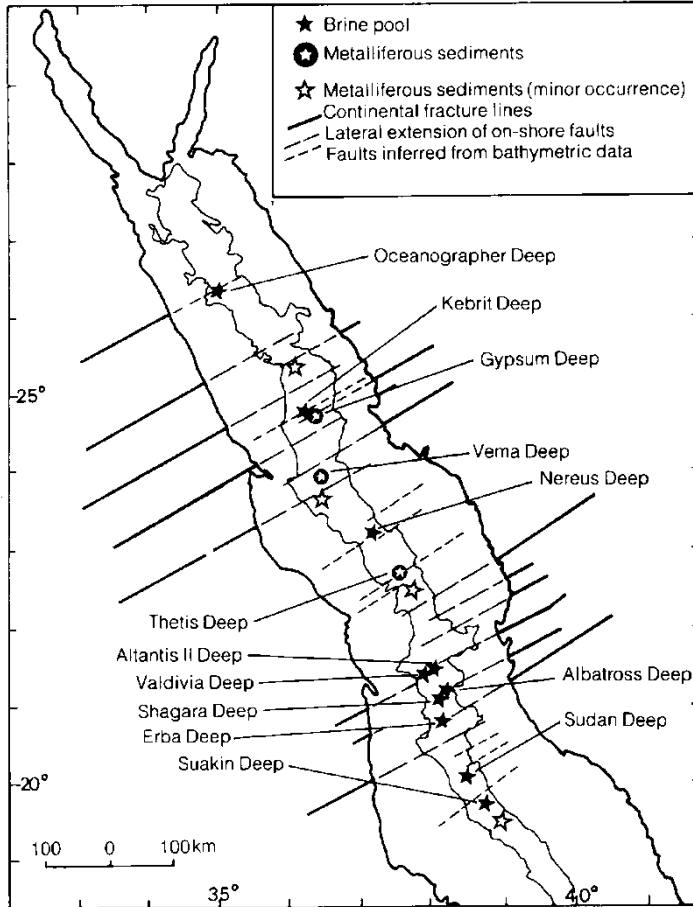 Brine pool
Metalliferous sediments
Metalliferous sediments (minor occurrence)
Continental fracture lines
Lateral extension of on-shore faults
Faults inferred from bathymetric data
Oceanographer Deep
Kebrit Deep
25°
Gypsum Deep
Vema Deep
Nereus Deep
Thetis Deep
Altantis II Deep
Valdivia Deep
Albatross Deep
Shagara Deep
Erba Deep
Sudan Deep
Suakin Deep
20°
100 0 100km
35° 40°